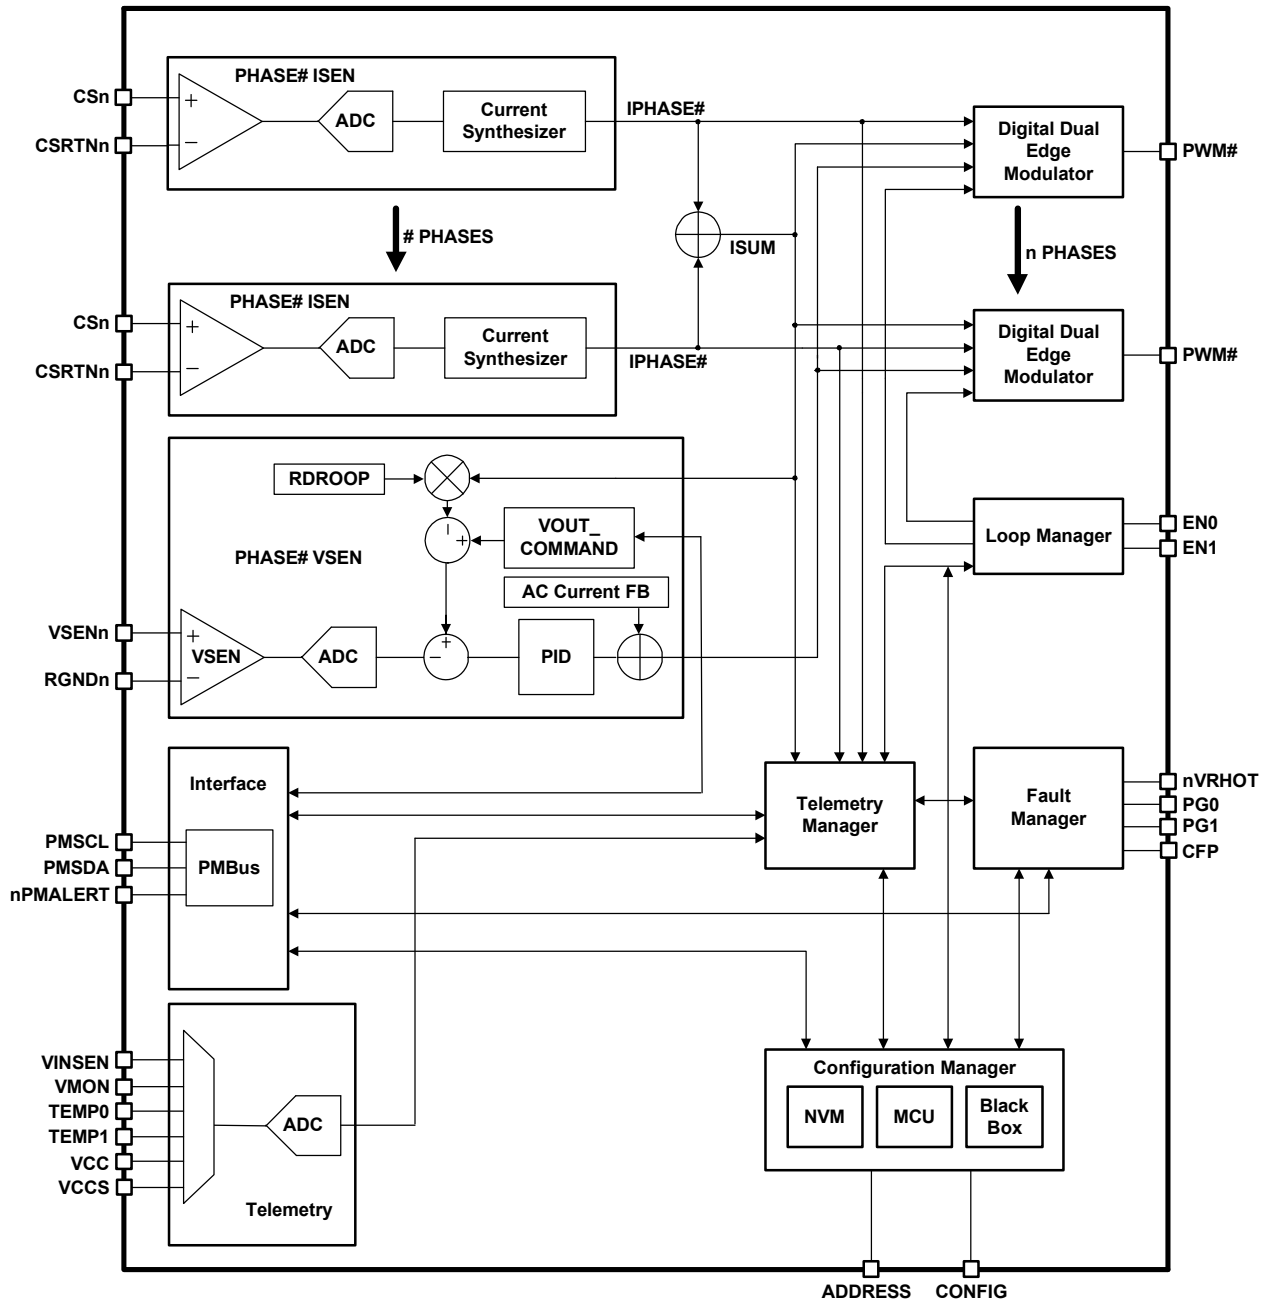 PHASE# ISEN
CSn
+
ADC
Current
Synthesizer
IPHASE#
CSRTNn
−
Digital Dual
Edge
Modulator
PWM#
# PHASES
ISUM
n PHASES
PHASE# ISEN
CSn
+
ADC
Current
Synthesizer
IPHASE#
CSRTNn
−
Digital Dual
Edge
Modulator
PWM#
RDROOP
−
+
VOUT_
COMMAND
PHASE# VSEN
AC Current FB
VSENn
+
VSEN
−
RGNDn
ADC
+
−
PID
Loop Manager
EN0
EN1
Interface
PMSCL
PMSDA
nPMALERT
PMBus
Telemetry
Manager
Fault
Manager
nVRHOT
PG0
PG1
CFP
VINSEN
VMON
TEMP0
TEMP1
VCC
VCCS
ADC
Telemetry
Configuration Manager
NVM
MCU
Black
Box
ADDRESS
CONFIG